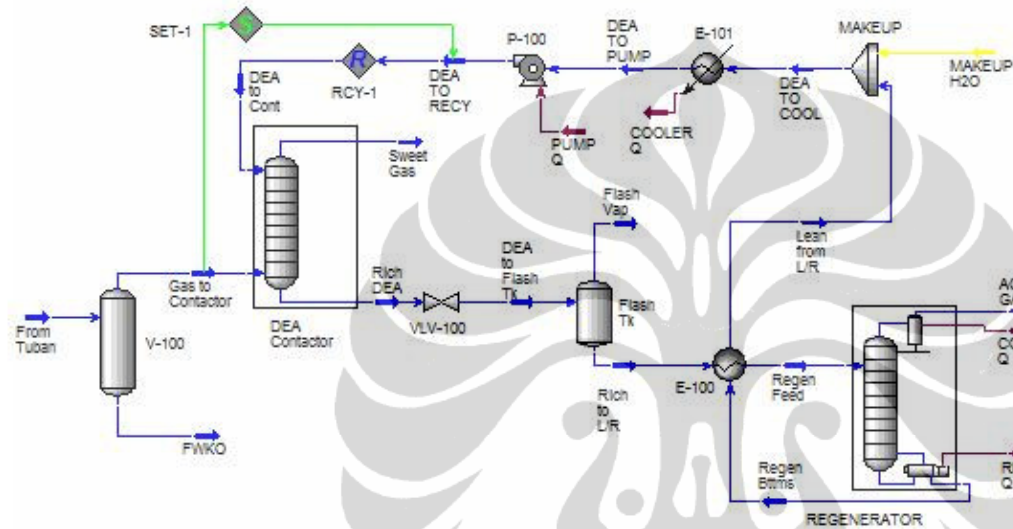 SET-1
S
DEA
to
Cont
R
RCY-1
DEA
TO
RECY
P-100
PUMP
Q
DEA
TO
PUMP
E-101
COOLER
Q
DEA
TO
COOL
MAKEUP
MAKEUP
H2O
Sweet
Gas
From
Tuban
V-100
Gas to
Contactor
FWKO
DEA
Contactor
Rich
DEA
VLV-100
DEA
to
Flash
Tk
Flash
Vap
Flash
Tk
Rich
to
L/R
E-100
Lean
from
L/R
Regen
Feed
Regen
Bttms
REGENERATOR
Q
Q